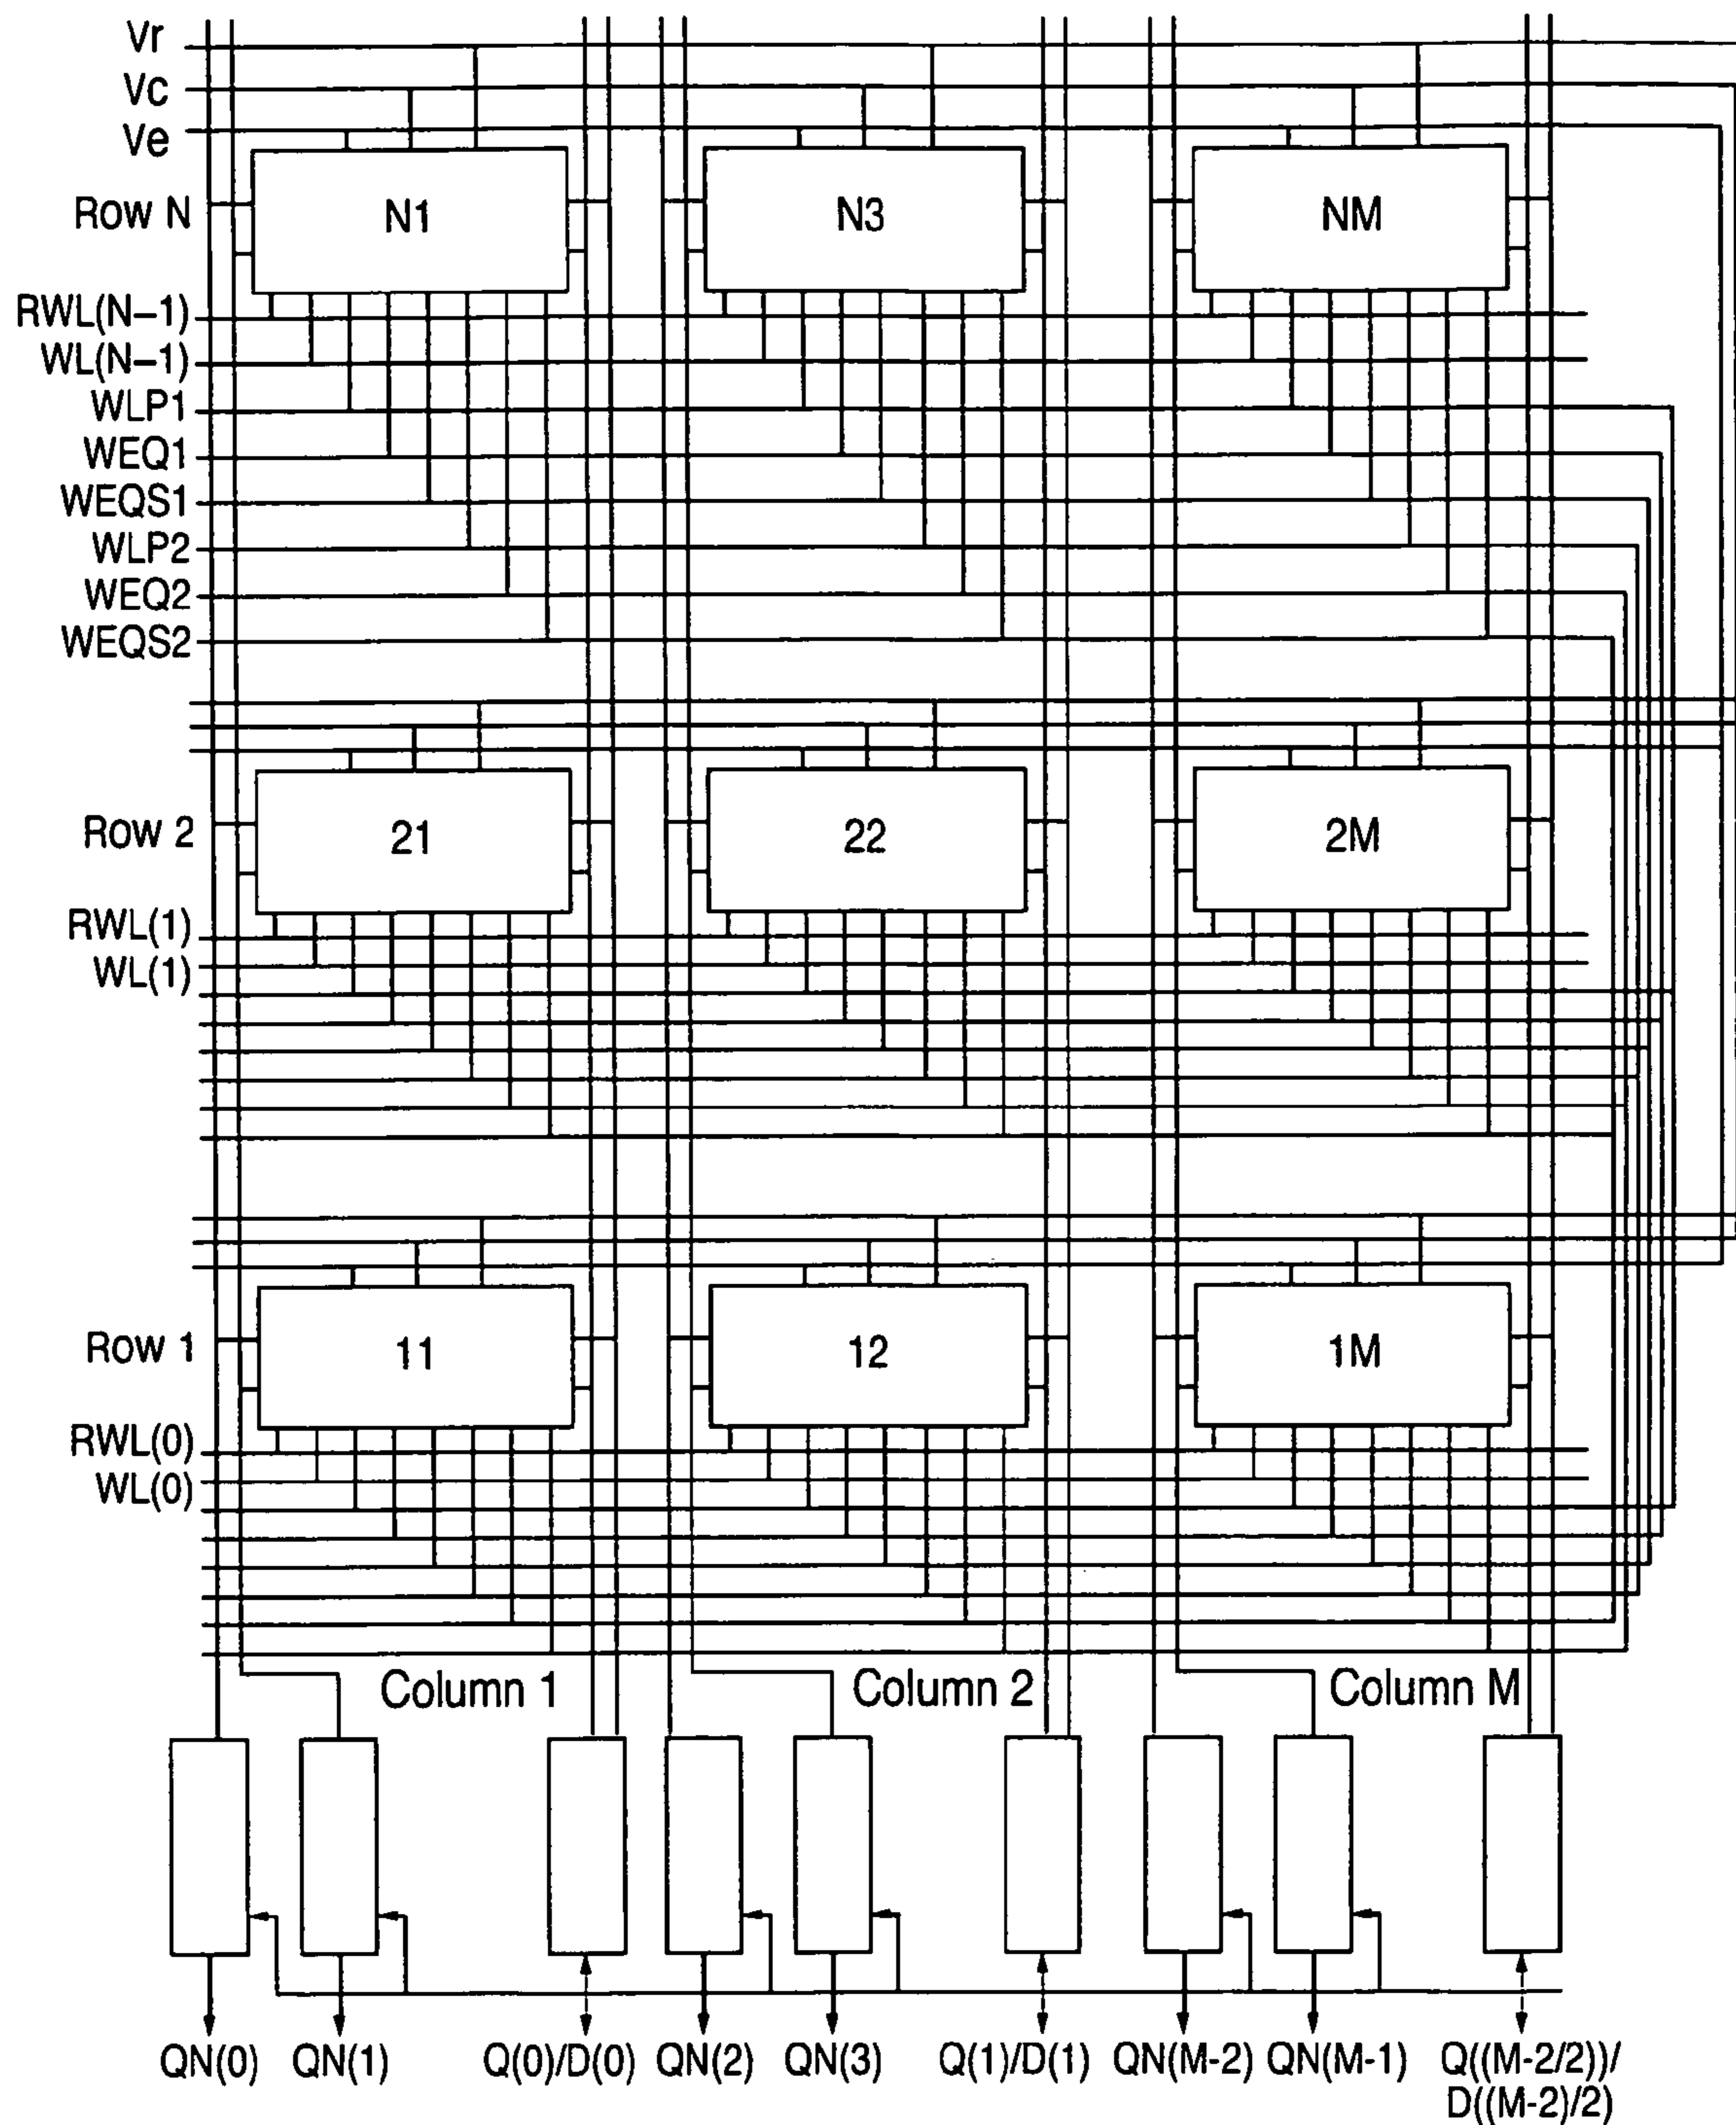 Vr
Vc
Ve
Row N N1 N3 NM
RWL(N-1)
WL(N-1)
WLP1
WEQ1
WEQS1
WLP2
WEQ2
WEQS2
Row 2 21 22 2M
RWL(1)
WL(1)
Row 1 11 12 1M
RWL(0)
WL(0)
Column 1 Column 2 Column M
QN(0) QN(1) Q(0)/D(0) QN(2) QN(3) Q(1)/D(1) QN(M-2) QN(M-1) Q((M-2/2))/
D((M-2)/2)